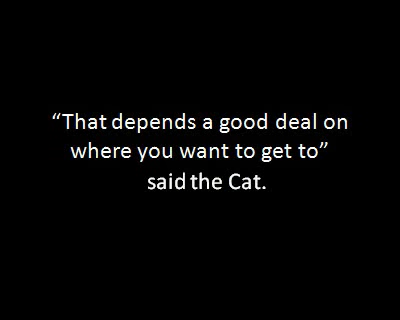 “That depends a good deal on
where you want to get to”
said the Cat.